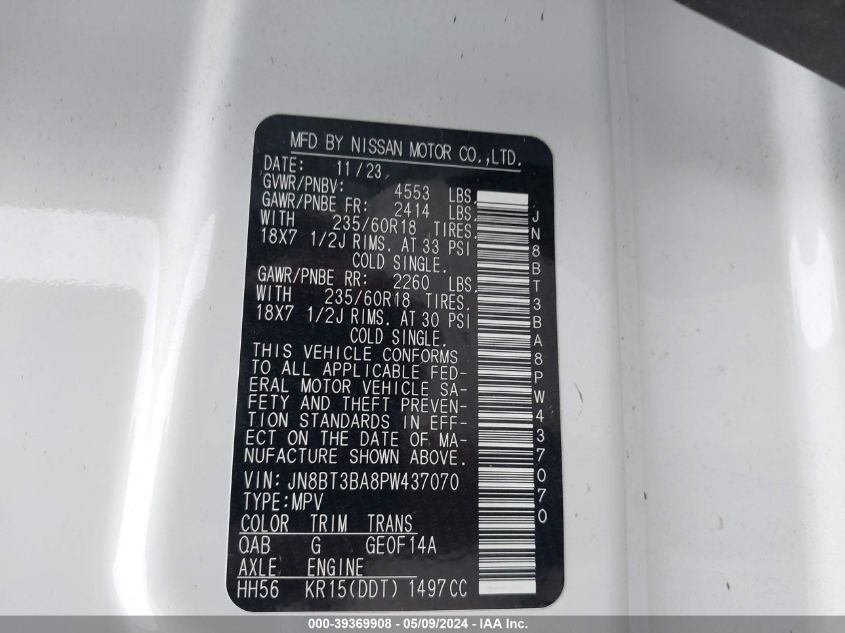 MFD BY NISSAN MOTOR CO.,LTD.
DATE: 11/23
GVWR/PNBV: 4553 LBS.
GAWR/PNBE FR: 2414 LBS.
WITH 235/60R18 TIRES.
18X7 1/2J RIMS. AT 33 PSI
COLD SINGLE.
GAWR/PNBE RR: 2260 LBS.
WITH 235/60R18 TIRES.
18X7 1/2J RIMS. AT 30 PSI
COLD SINGLE.
THIS VEHICLE CONFORMS
TO ALL APPLICABLE FED-
ERAL MOTOR VEHICLE SA-
FETY AND THEFT PREVEN-
TION STANDARDS IN EFF-
ECT ON THE DATE OF MA-
NUFACTURE SHOWN ABOVE.
VIN: JN8BT3BA8PW437070
TYPE:MPV
COLOR TRIM TRANS
QAB G GE0F14A
AXLE ENGINE
HH56 KR15(DDT) 1497CC
JN8BT3BA8PW437070
000-39369908 - 05/09/2024 - IAA Inc.